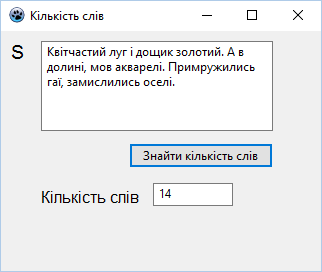 Кількість слів
S
Квітчастий луг і дощик золотий. А в
долині, мов акварелі. Примружились
гаї, замислились оселі.
Знайти кількість слів
Кількість слів
14